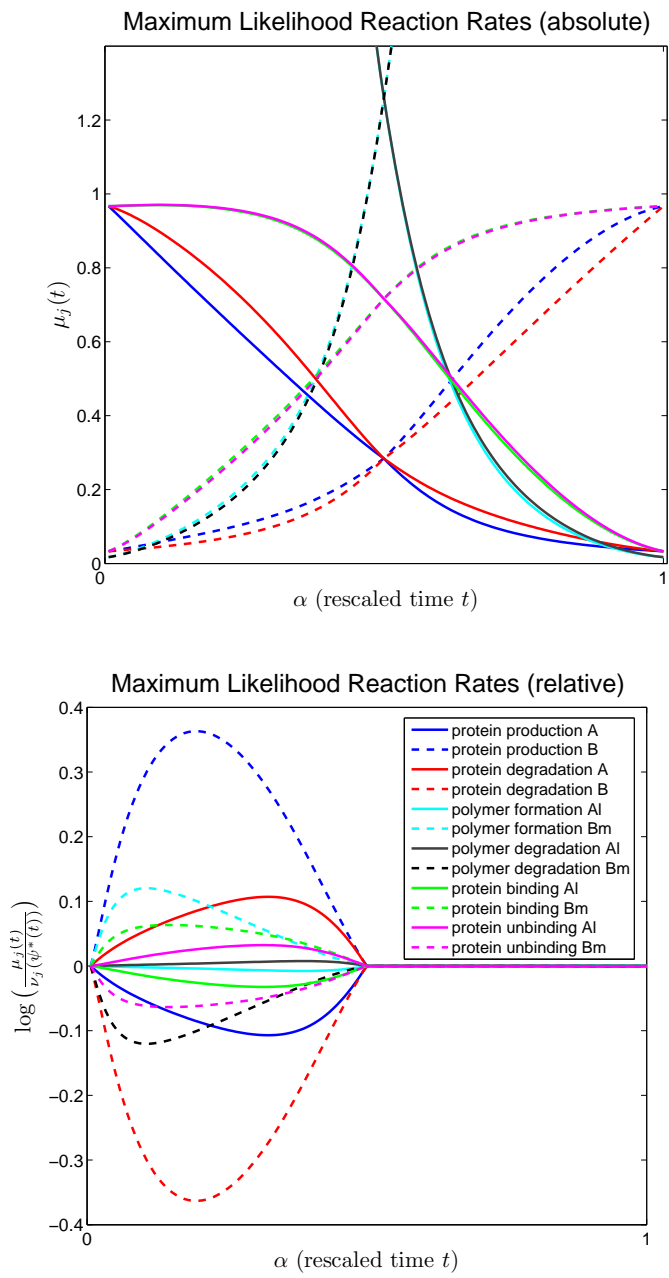 Maximum Likelihood Reaction Rates (absolute)
1.2
1
0.8
0.6
0.4
0.2
0
μ_j(t)
0 1
α (rescaled time t)
Maximum Likelihood Reaction Rates (relative)
0.4
0.3
0.2
0.1
0
−0.1
−0.2
−0.3
−0.4
log(μ_j(t)/ν_j(ψ*(t)))
protein production A
protein production B
protein degradation A
protein degradation B
polymer formation Al
polymer formation Bm
polymer degradation Al
polymer degradation Bm
protein binding Al
protein binding Bm
protein unbinding Al
protein unbinding Bm
0 1
α (rescaled time t)